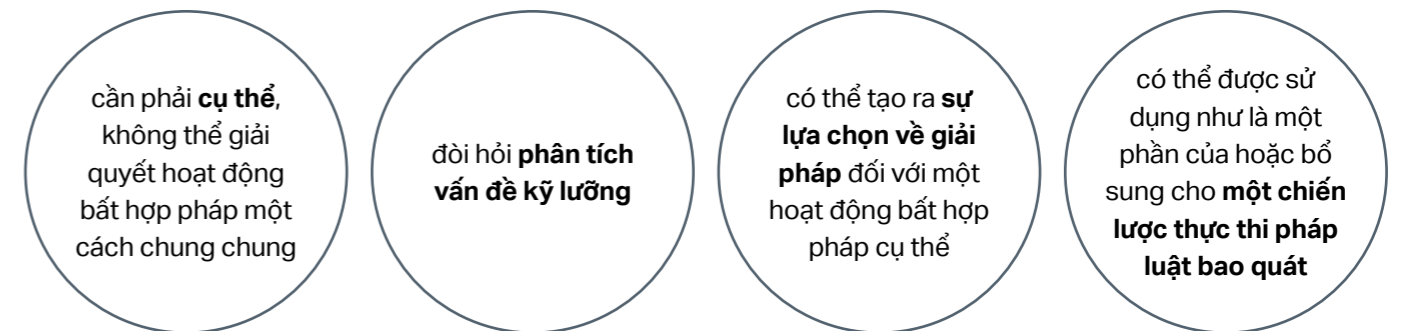 cần phải cụ thể,
không thể giải
quyết hoạt động
bất hợp pháp một
cách chung chung
đòi hỏi phân tích
vấn đề kỹ lưỡng
có thể tạo ra sự
lựa chọn về giải
pháp đối với một
hoạt động bất hợp
pháp cụ thể
có thể được sử
dụng như là một
phần của hoặc bổ
sung cho một chiến
lược thực thi pháp
luật bao quát